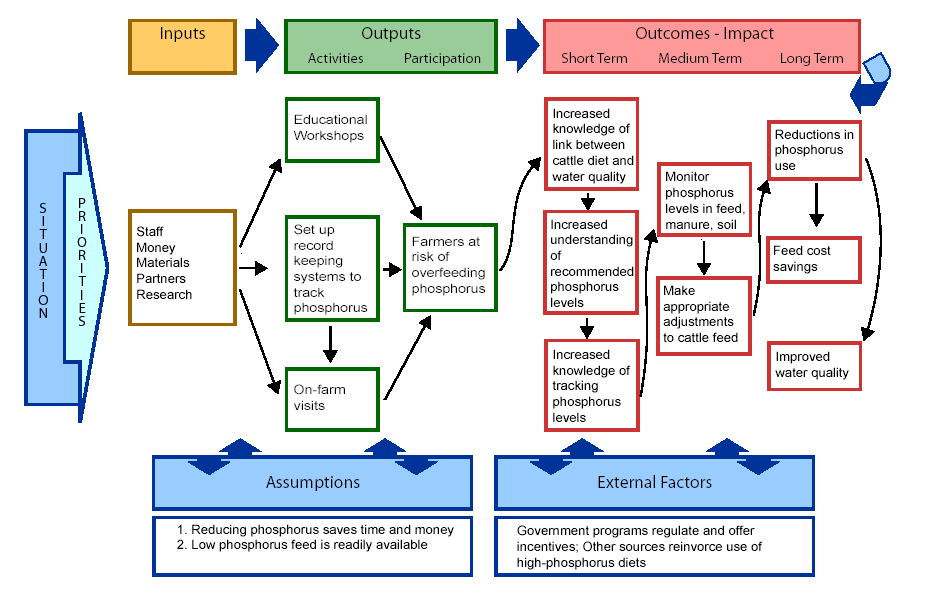 Inputs
Outputs
Activities Participation
Outcomes - Impact
Short Term Medium Term Long Term
SITUATION
PRIORITIES
Staff
Money
Materials
Partners
Research
Educational
Workshops
Set up
record
keeping
systems to
track
phosphorus
On-farm
visits
Farmers at
risk of
overfeeding
phosphorus
Increased
knowledge of
link between
cattle diet and
water quality
Increased
understanding
of
recommended
phosphorus
levels
Increased
knowledge of
tracking
phosphorus
levels
Monitor
phosphorus
levels in feed,
manure, soil
Make
appropriate
adjustments
to cattle feed
Reductions in
phosphorus
use
Feed cost
savings
Improved
water quality
Assumptions
1. Reducing phosphorus saves time and money
2. Low phosphorus feed is readily available
External Factors
Government programs regulate and offer
incentives; Other sources reinvorce use of
high-phosphorus diets